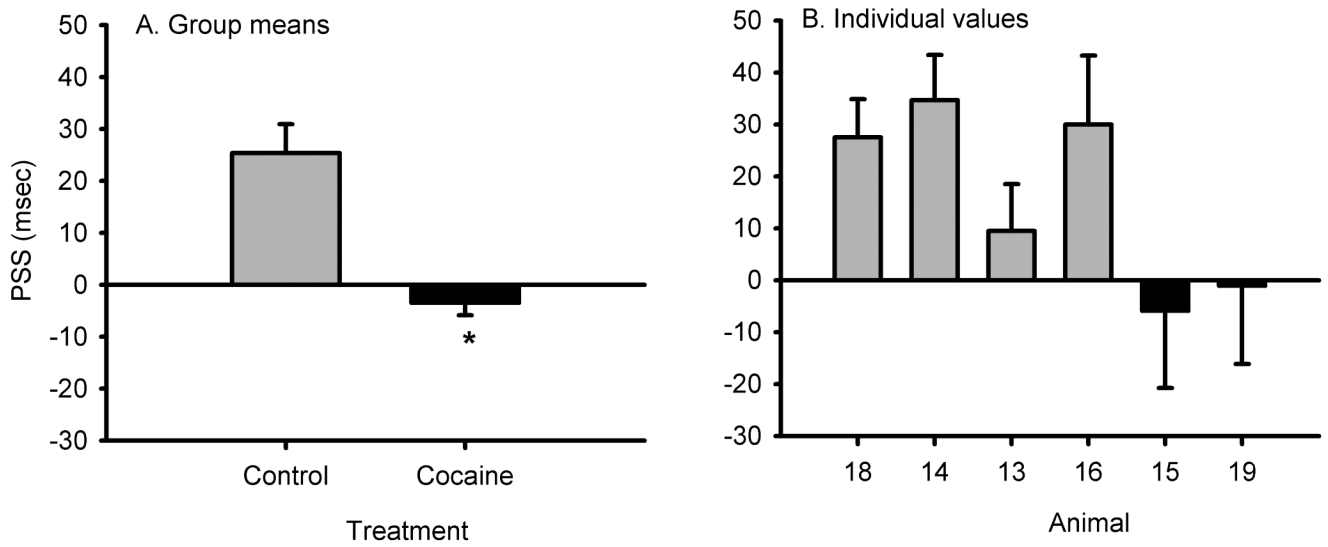 A. Group means
50
40
30
20
10
0
-10
-20
-30
PSS (msec)
*
Control Cocaine
Treatment
B. Individual values
50
40
30
20
10
0
-10
-20
-30
18 14 13 16 15 19
Animal